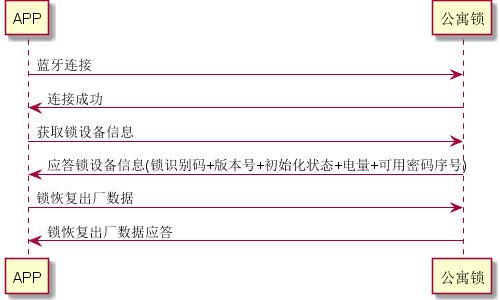 APP 公寓锁
蓝牙连接
连接成功
获取锁设备信息
应答锁设备信息(锁识别码+版本号+初始化状态+电量+可用密码序号)
锁恢复出厂数据
锁恢复出厂数据应答
APP 公寓锁